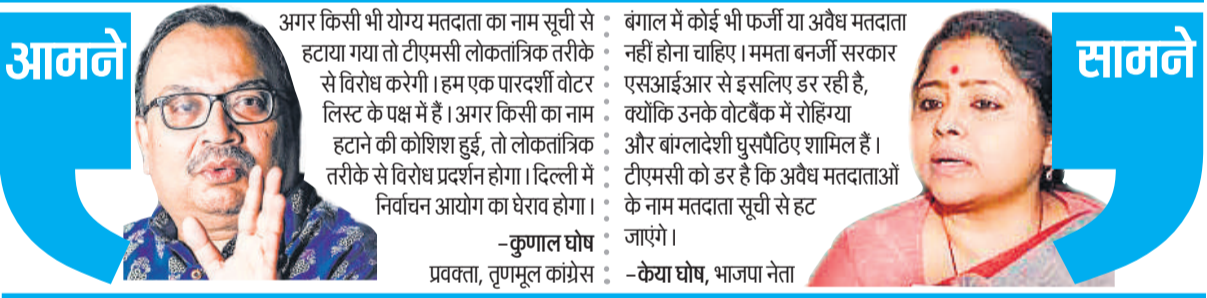 आमने
अगर किसी भी योग्य मतदाता का नाम सूची से
हटाया गया तो टीएमसी लोकतांत्रिक तरीके
से विरोध करेगी। हम एक पारदर्शी वोटर
लिस्ट के पक्ष में हैं। अगर किसी का नाम
हटाने की कोशिश हुई, तो लोकतांत्रिक
तरीके से विरोध प्रदर्शन होगा। दिल्ली में
निर्वाचन आयोग का घेराव होगा।
-कुणाल घोष
प्रवक्ता, तृणमूल कांग्रेस
बंगाल में कोई भी फर्जी या अवैध मतदाता
नहीं होना चाहिए। ममता बनर्जी सरकार
एसआईआर से इसलिए डर रही है,
क्योंकि उनके वोटबैंक में रोहिंग्या
और बांग्लादेशी घुसपैठिए शामिल हैं।
टीएमसी को डर है कि अवैध मतदाताओं
के नाम मतदाता सूची से हट
जाएंगे।
-केया घोष, भाजपा नेता
सामने